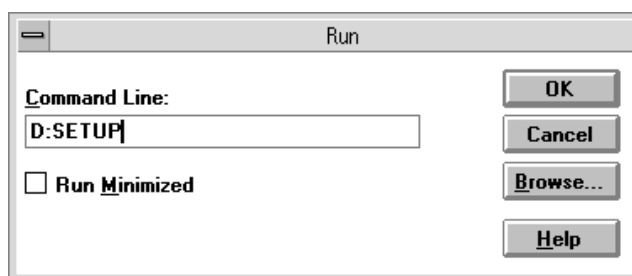 Run
Command Line:
D:SETUP
Run Minimized
OK
Cancel
Browse...
Help